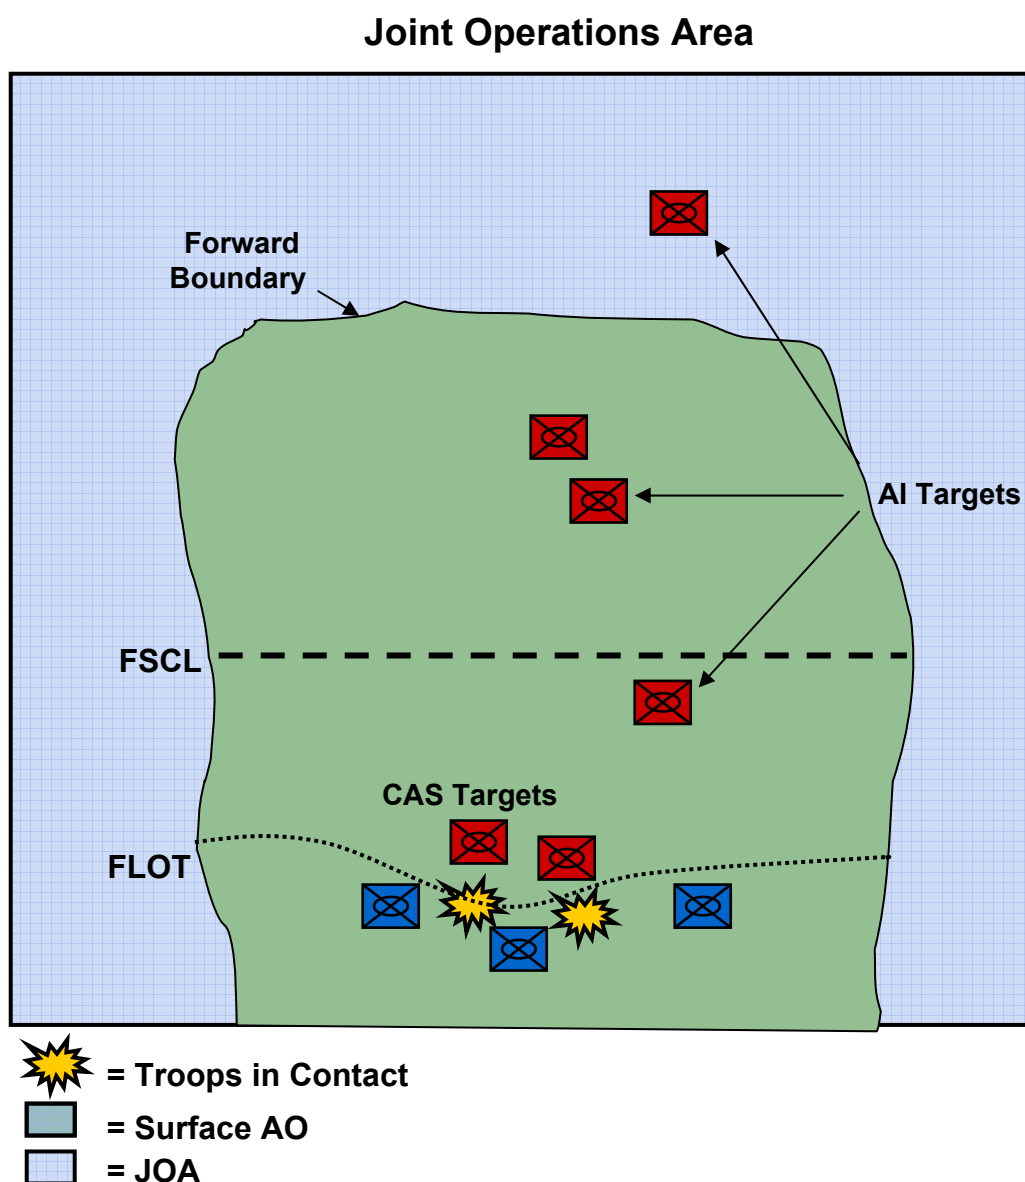 Joint Operations Area
Forward
Boundary
AI Targets
FSCL
CAS Targets
FLOT
= Troops in Contact
= Surface AO
= JOA